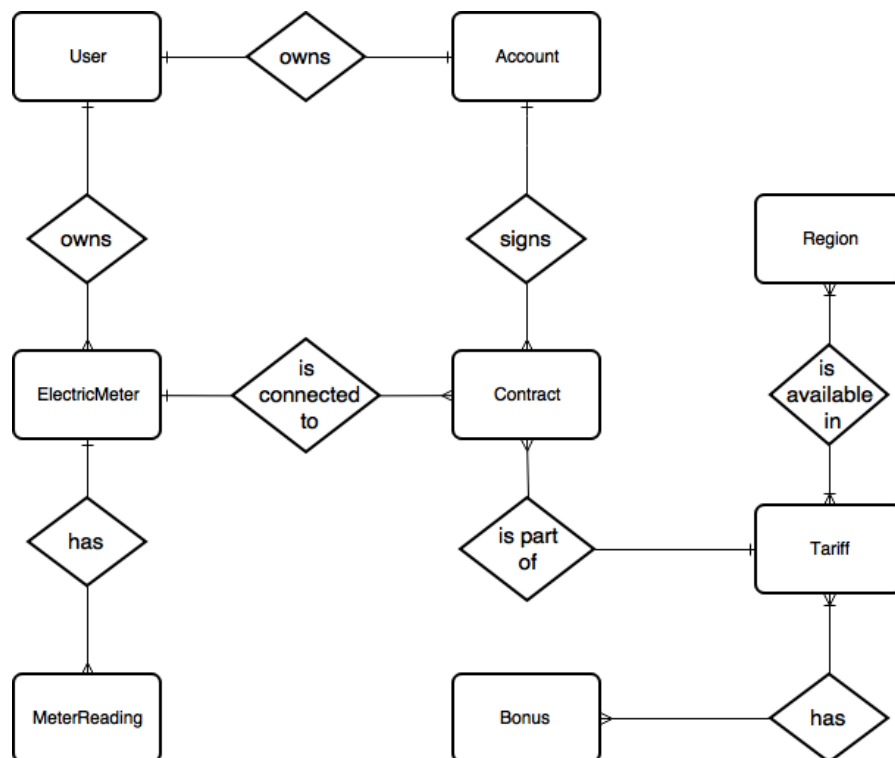 User
owns
Account
owns
signs
Region
ElectricMeter
is
connected
to
Contract
is
available
in
has
is part
of
Tariff
MeterReading
Bonus
has